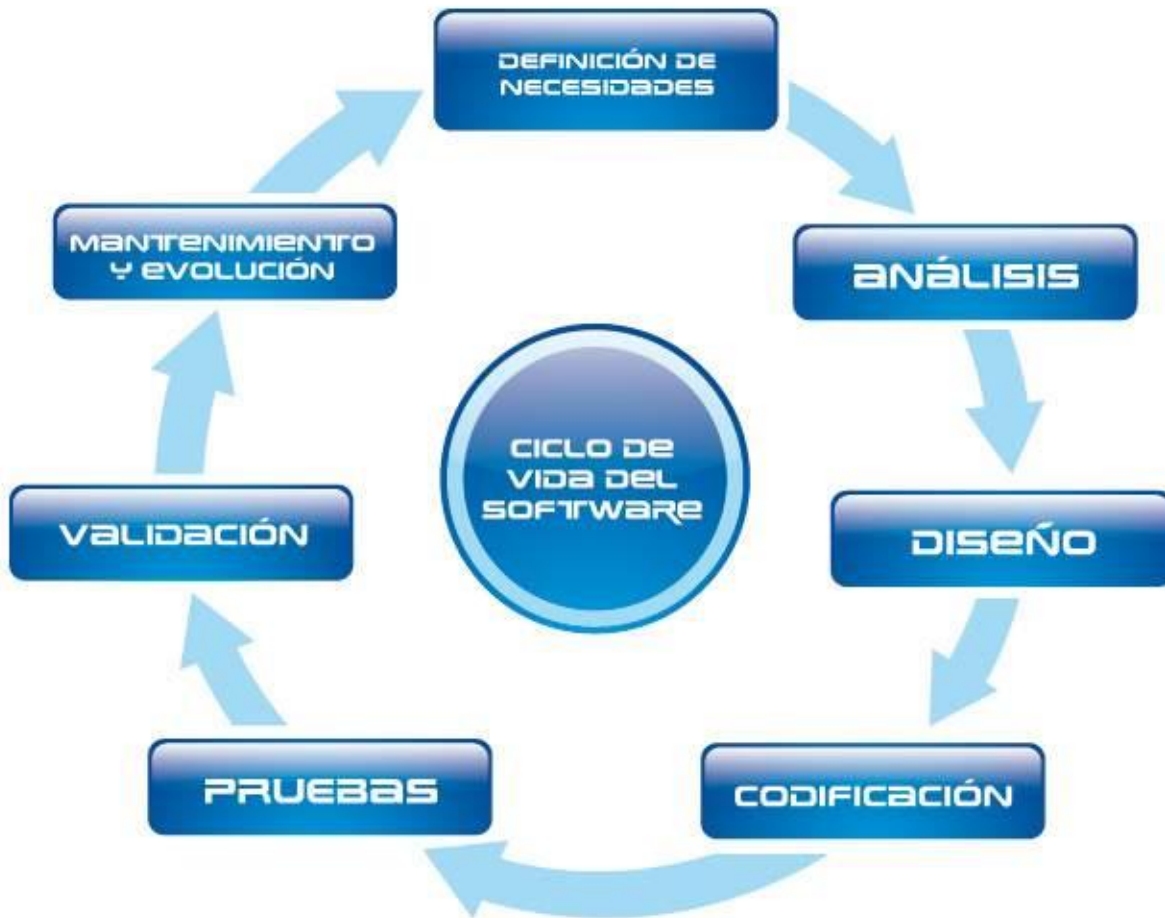 DEFINICIÓN DE
NECESIDADES
ANÁLISIS
DISEÑO
CODIFICACIÓN
PRUEBAS
VALIDACIÓN
MANTENIMIENTO
Y EVOLUCIÓN
CICLO DE
VIDA DEL
SOFTWARE